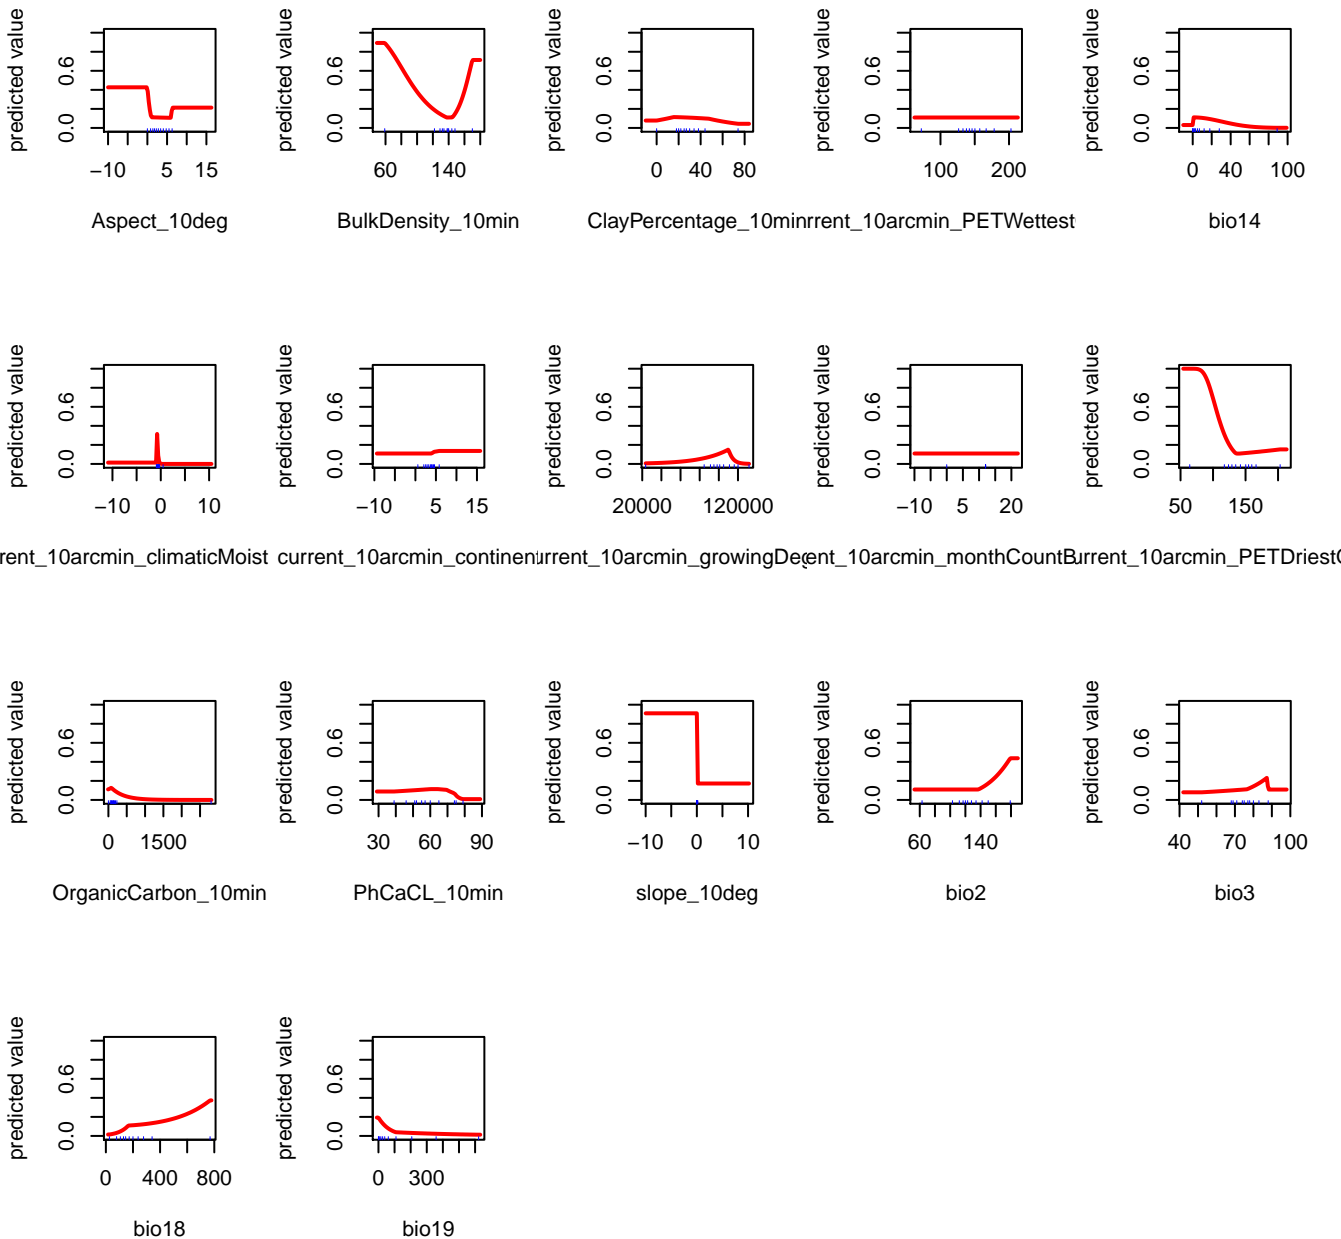 predicted value
0.0 0.6
−10 5 15
Aspect_10deg
predicted value
0.0 0.6
60 140
BulkDensity_10min
predicted value
0.0 0.6
0 40 80
ClayPercentage_10min
predicted value
0.0 0.6
100 200
rrent_10arcmin_PETWettest
predicted value
0.0 0.6
0 40 100
bio14
predicted value
0.0 0.6
−10 0 10
rent_10arcmin_climaticMoist
predicted value
0.0 0.6
−10 5 15
current_10arcmin_continen
predicted value
0.0 0.6
20000 120000
urrent_10arcmin_growingDeg
predicted value
0.0 0.6
−10 5 20
ent_10arcmin_monthCountB
predicted value
0.0 0.6
50 150
urrent_10arcmin_PETDriestQ
predicted value
0.0 0.6
0 1500
OrganicCarbon_10min
predicted value
0.0 0.6
30 60 90
PhCaCL_10min
predicted value
0.0 0.6
−10 0 10
slope_10deg
predicted value
0.0 0.6
60 140
bio2
predicted value
0.0 0.6
40 70 100
bio3
predicted value
0.0 0.6
0 400 800
bio18
predicted value
0.0 0.6
0 300
bio19